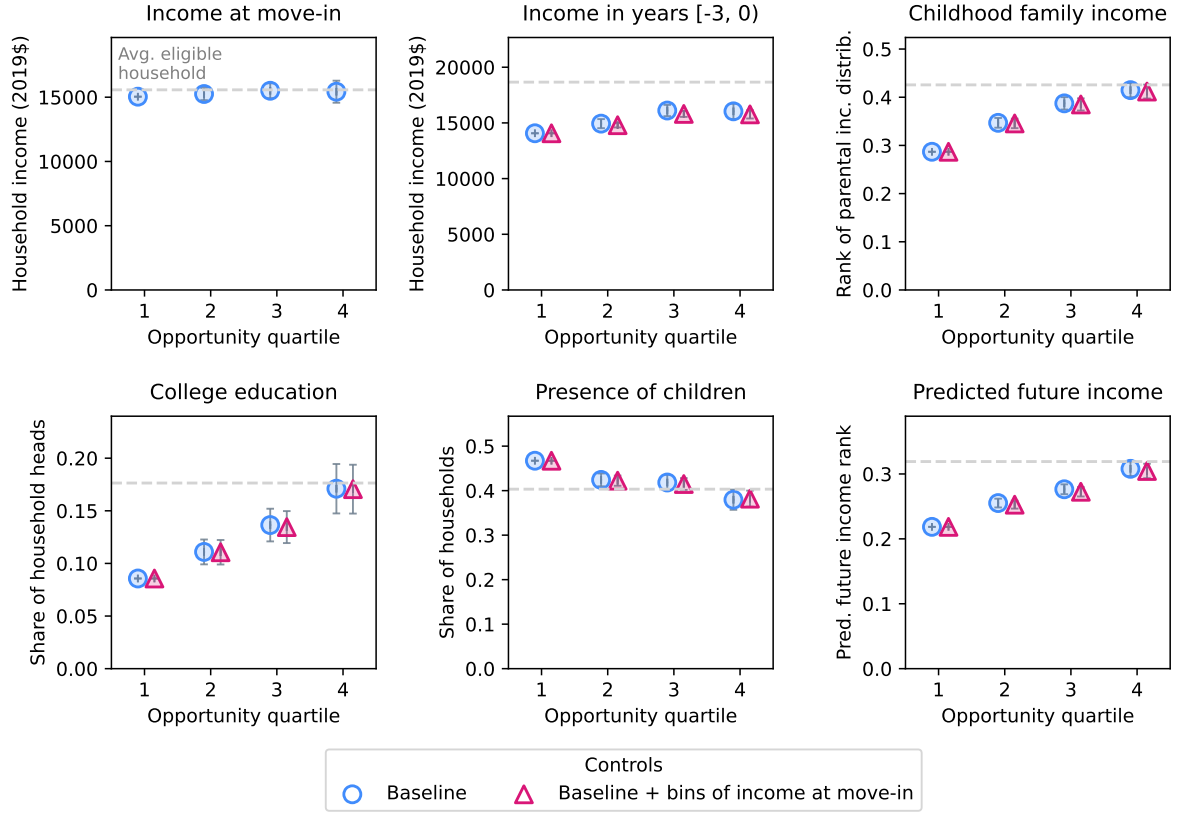 Income at move-in
Household income (2019$)
15000
10000
5000
0
Avg. eligible
household
1 2 3 4
Opportunity quartile
Income in years [-3, 0)
Household income (2019$)
20000
15000
10000
5000
0
1 2 3 4
Opportunity quartile
Childhood family income
Rank of parental inc. distrib.
0.5
0.4
0.3
0.2
0.1
0.0
1 2 3 4
Opportunity quartile
College education
Share of household heads
0.20
0.15
0.10
0.05
0.00
1 2 3 4
Opportunity quartile
Presence of children
Share of households
0.5
0.4
0.3
0.2
0.1
0.0
1 2 3 4
Opportunity quartile
Predicted future income
Pred. future income rank
0.3
0.2
0.1
0.0
1 2 3 4
Opportunity quartile
Controls
Baseline
Baseline + bins of income at move-in